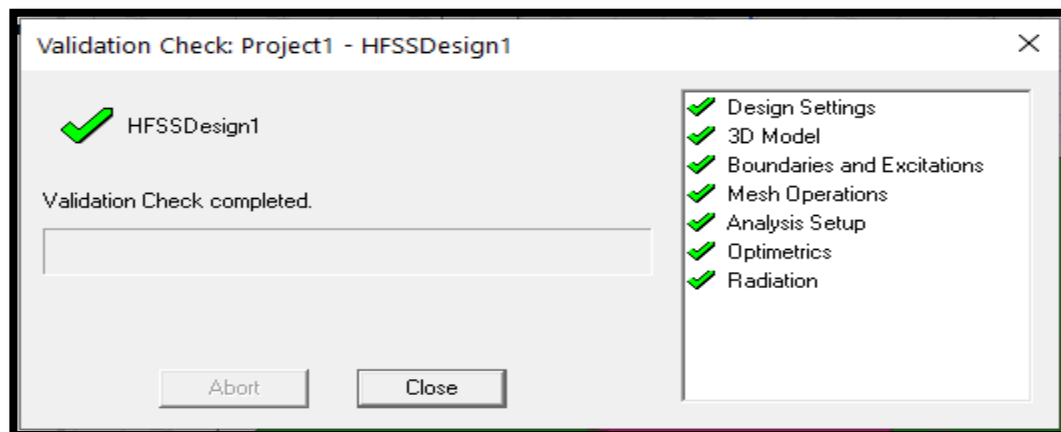 Validation Check: Project1 - HFSSDesign1
HFSSDesign1
Validation Check completed.
Abort
Close
Design Settings
3D Model
Boundaries and Excitations
Mesh Operations
Analysis Setup
Optimetrics
Radiation